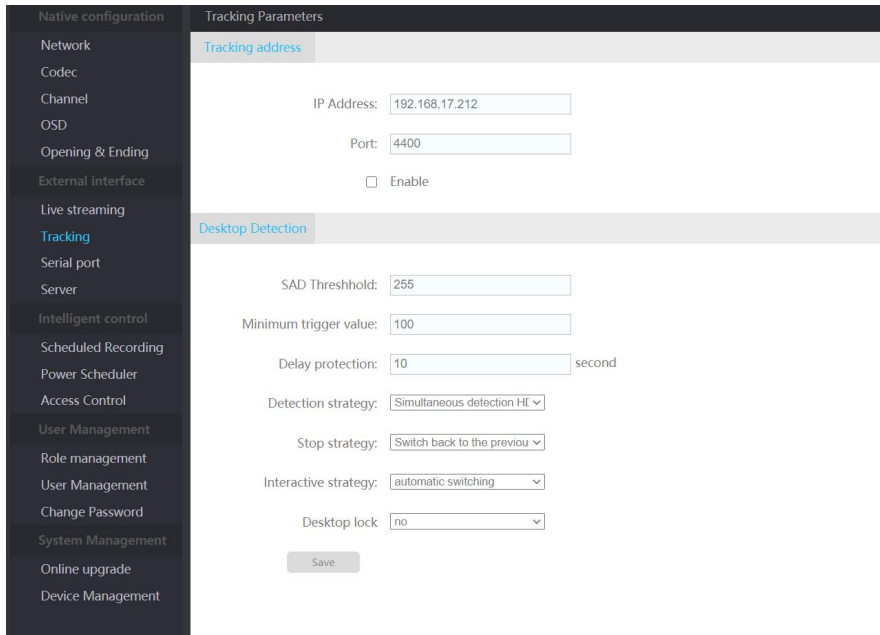 Native configuration
Network
Codec
Channel
OSD
Opening & Ending
External interface
Live streaming
Tracking
Serial port
Server
Intelligent control
Scheduled Recording
Power Scheduler
Access Control
User Management
Role management
User Management
Change Password
System Management
Online upgrade
Device Management
Tracking Parameters
Tracking address
IP Address: 192.168.17.212
Port: 4400
Enable
Desktop Detection
SAD Threshhold: 255
Minimum trigger value: 100
Delay protection: 10 second
Detection strategy: Simultaneous detection HD
Stop strategy: Switch back to the previou
Interactive strategy: automatic switching
Desktop lock no
Save